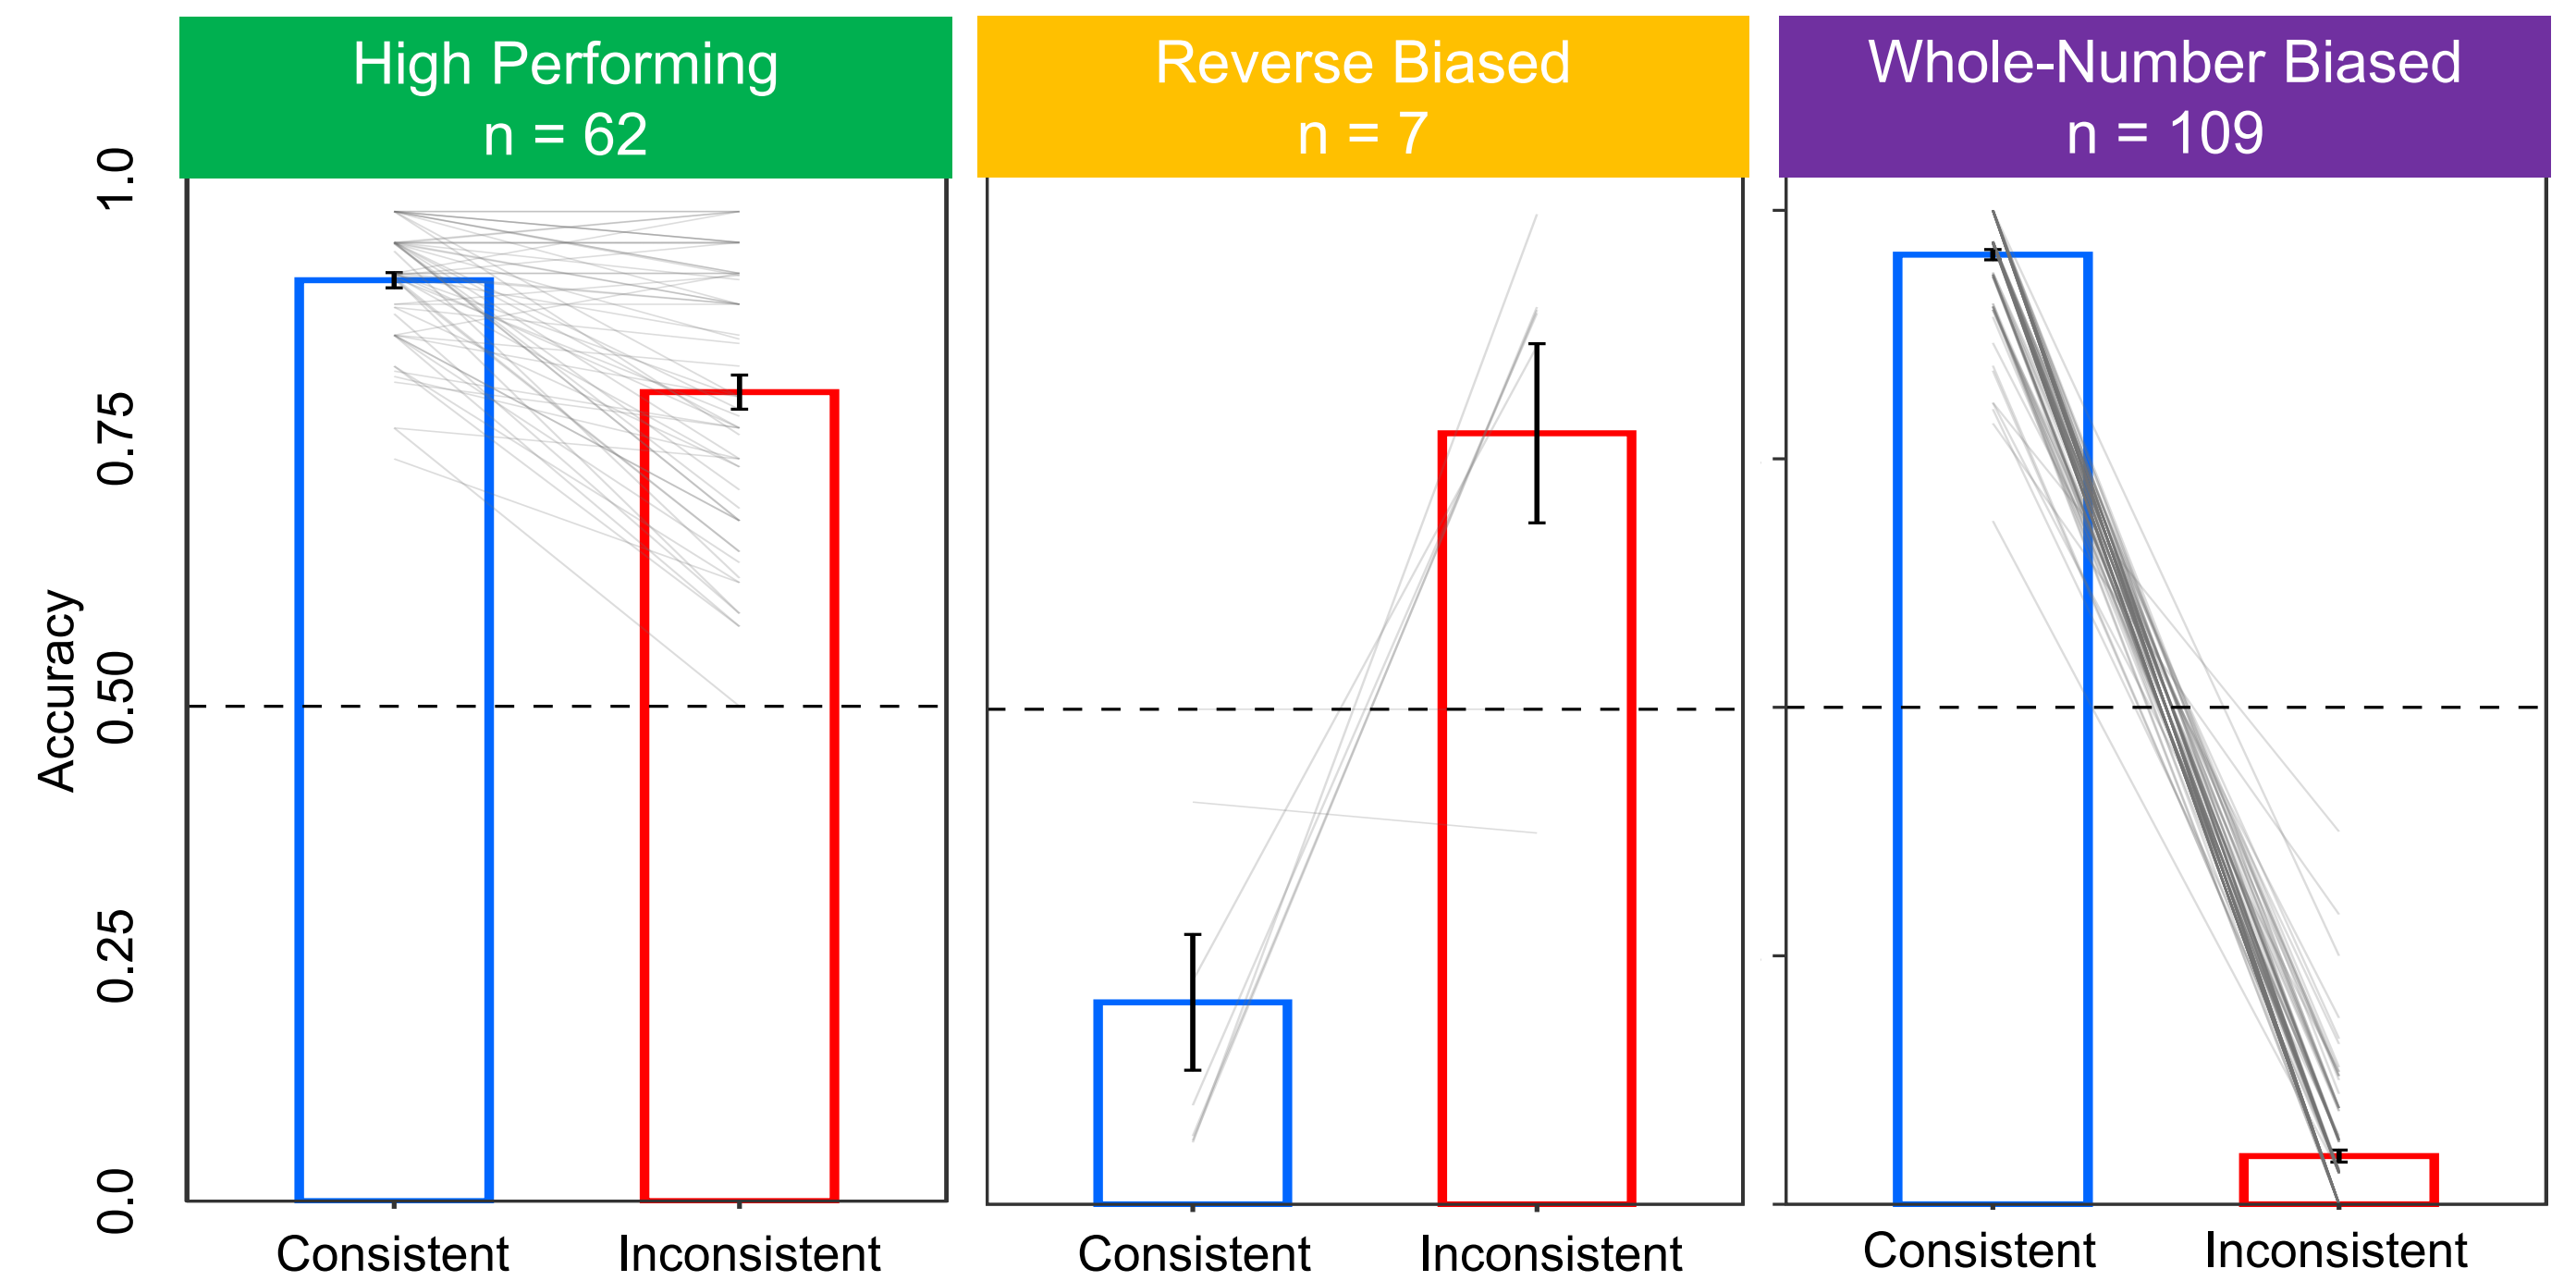 High Performing
n = 62
Reverse Biased
n = 7
Whole-Number Biased
n = 109
Accuracy
1.0
0.75
0.50
0.25
0.0
Consistent
Inconsistent
Consistent
Inconsistent
Consistent
Inconsistent